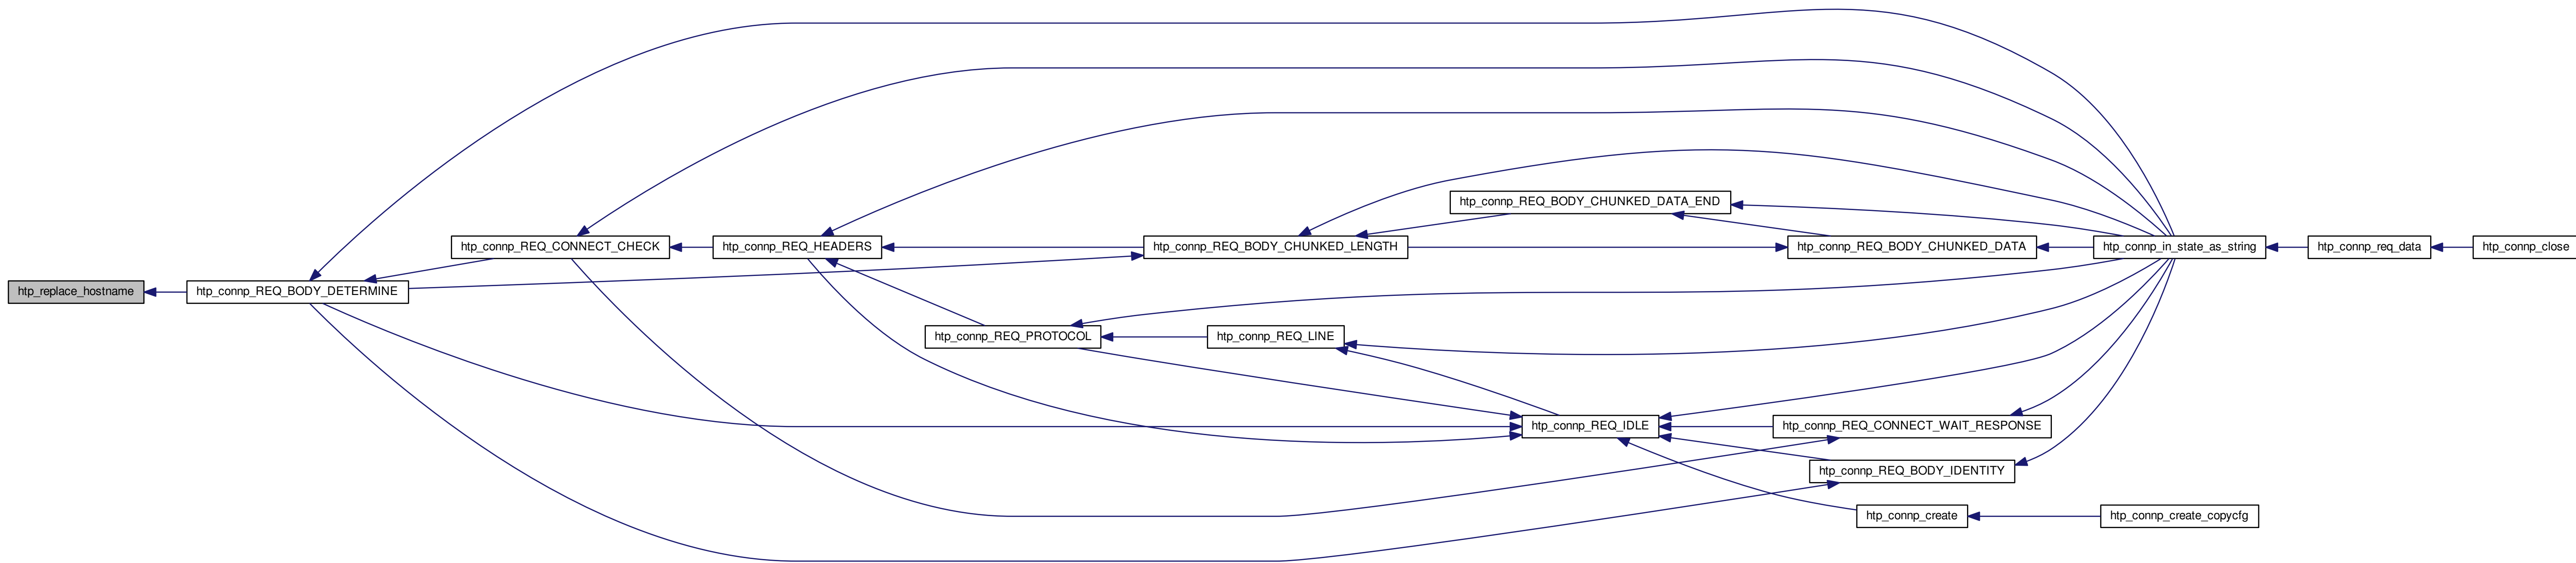 htp_connp_REQ_BODY_CHUNKED_DATA_END
htp_connp_REQ_CONNECT_CHECK
htp_connp_REQ_HEADERS
htp_connp_REQ_BODY_CHUNKED_LENGTH
htp_connp_REQ_BODY_CHUNKED_DATA
htp_connp_in_state_as_string
htp_connp_req_data
htp_connp_close
htp_replace_hostname
htp_connp_REQ_BODY_DETERMINE
htp_connp_REQ_PROTOCOL
htp_connp_REQ_LINE
htp_connp_REQ_IDLE
htp_connp_REQ_CONNECT_WAIT_RESPONSE
htp_connp_REQ_BODY_IDENTITY
htp_connp_create
htp_connp_create_copycfg